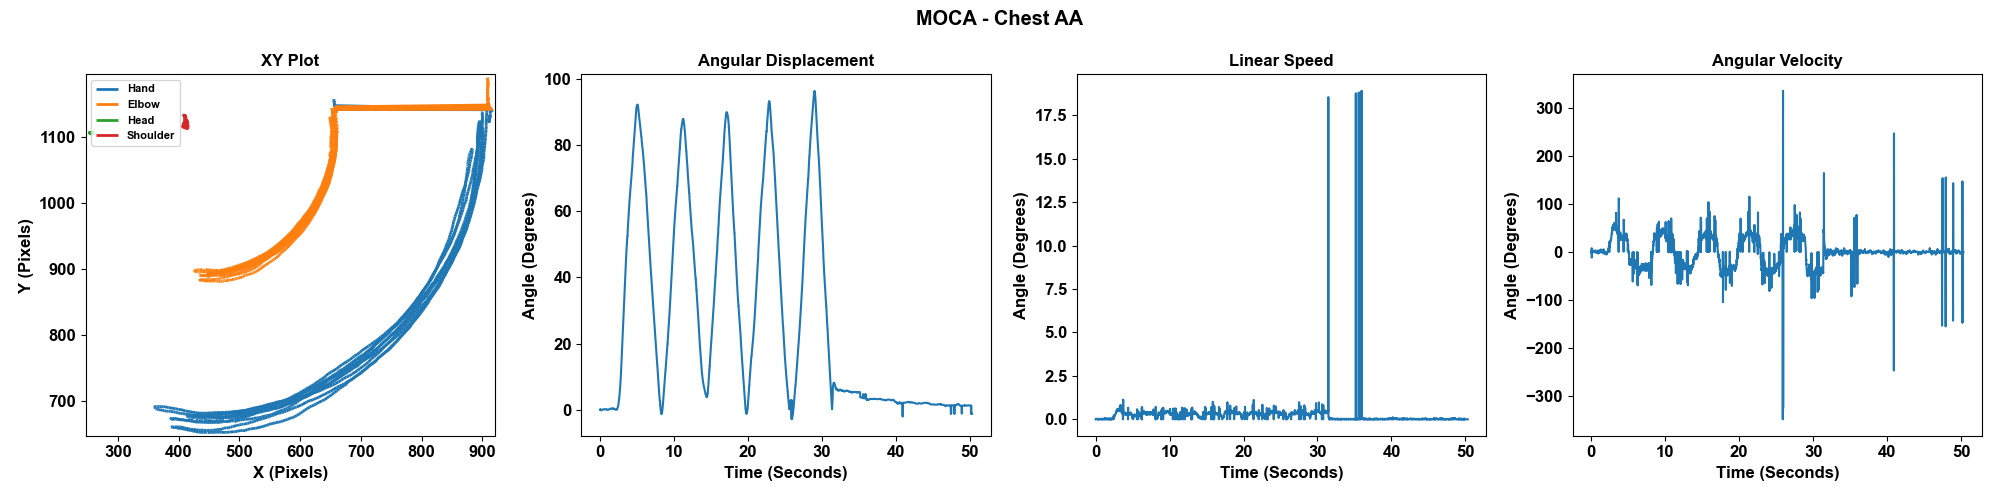 MOCA - Chest AA
XY Plot
Hand
Elbow
Head
Shoulder
1100
1000
900
800
700
300 400 500 600 700 800 900
X (Pixels)
Y (Pixels)
Angular Displacement
100
80
60
40
20
0
0 10 20 30 40 50
Time (Seconds)
Angle (Degrees)
Linear Speed
17.5
15.0
12.5
10.0
7.5
5.0
2.5
0.0
0 10 20 30 40 50
Time (Seconds)
Angle (Degrees)
Angular Velocity
300
200
100
0
−100
−200
−300
0 10 20 30 40 50
Time (Seconds)
Angle (Degrees)